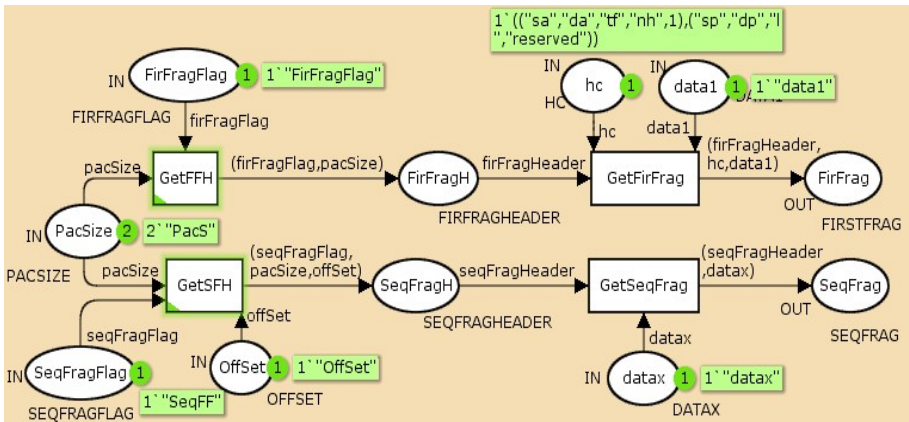 1`(("sa","da","tf","nh",1),("sp","dp","l
","reserved"))
IN
FirFragFlag
1
1`"FirFragFlag"
FIRFRAGFLAG
firFragFlag
IN
hc
1
HC
hc
IN
data1
1
1`"data1"
data1
pacSize
GetFFH
(firFragFlag,pacSize)
FirFragH
FIRFRAGHEADER
firFragHeader
GetFirFrag
(firFragHeader,
hc,data1)
FirFrag
OUT
FIRSTFRAG
IN
PacSize
2
2`"PacS"
PACSIZE
pacSize
GetSFH
(seqFragFlag,
pacSize,offSet)
SeqFragH
SEQFRAGHEADER
seqFragHeader
GetSeqFrag
(seqFragHeader
,datax)
SeqFrag
OUT
SEQFRAG
seqFragFlag
offSet
datax
IN
SeqFragFlag
1
1`"SeqFF"
SEQFRAGFLAG
IN
OffSet
1
1`"OffSet"
OFFSET
IN
datax
1
1`"datax"
DATAX